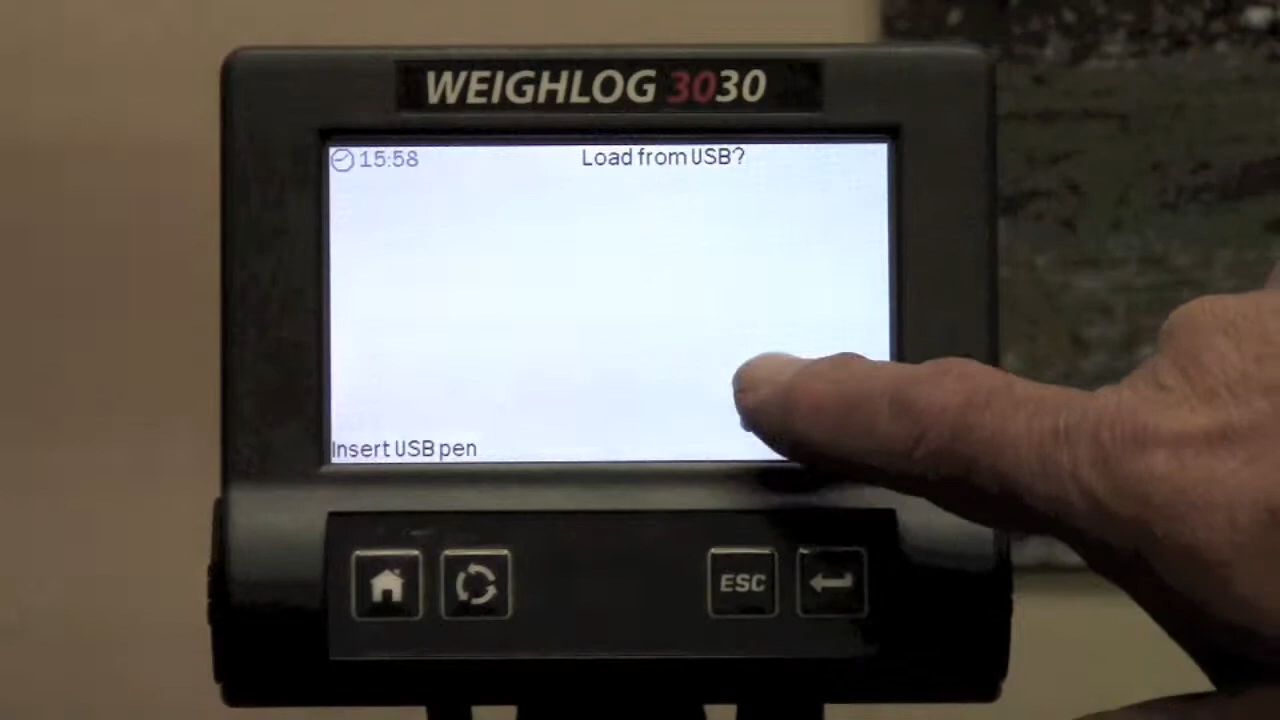 WEIGHLOG 3030
15:58
Load from USB?
Insert USB pen
ESC